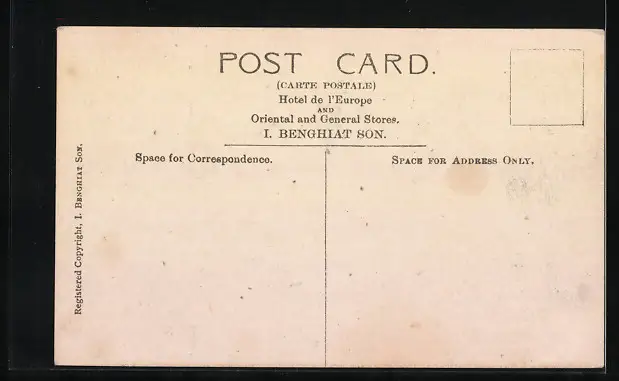 POST CARD.
(CARTE POSTALE)
Hotel de l'Europe
AND
Oriental and General Stores.
I. BENGHIAT SON.
Space for Correspondence.
SPACE FOR ADDRESS ONLY.
Registered Copyright, I. BENGHIAT SON.